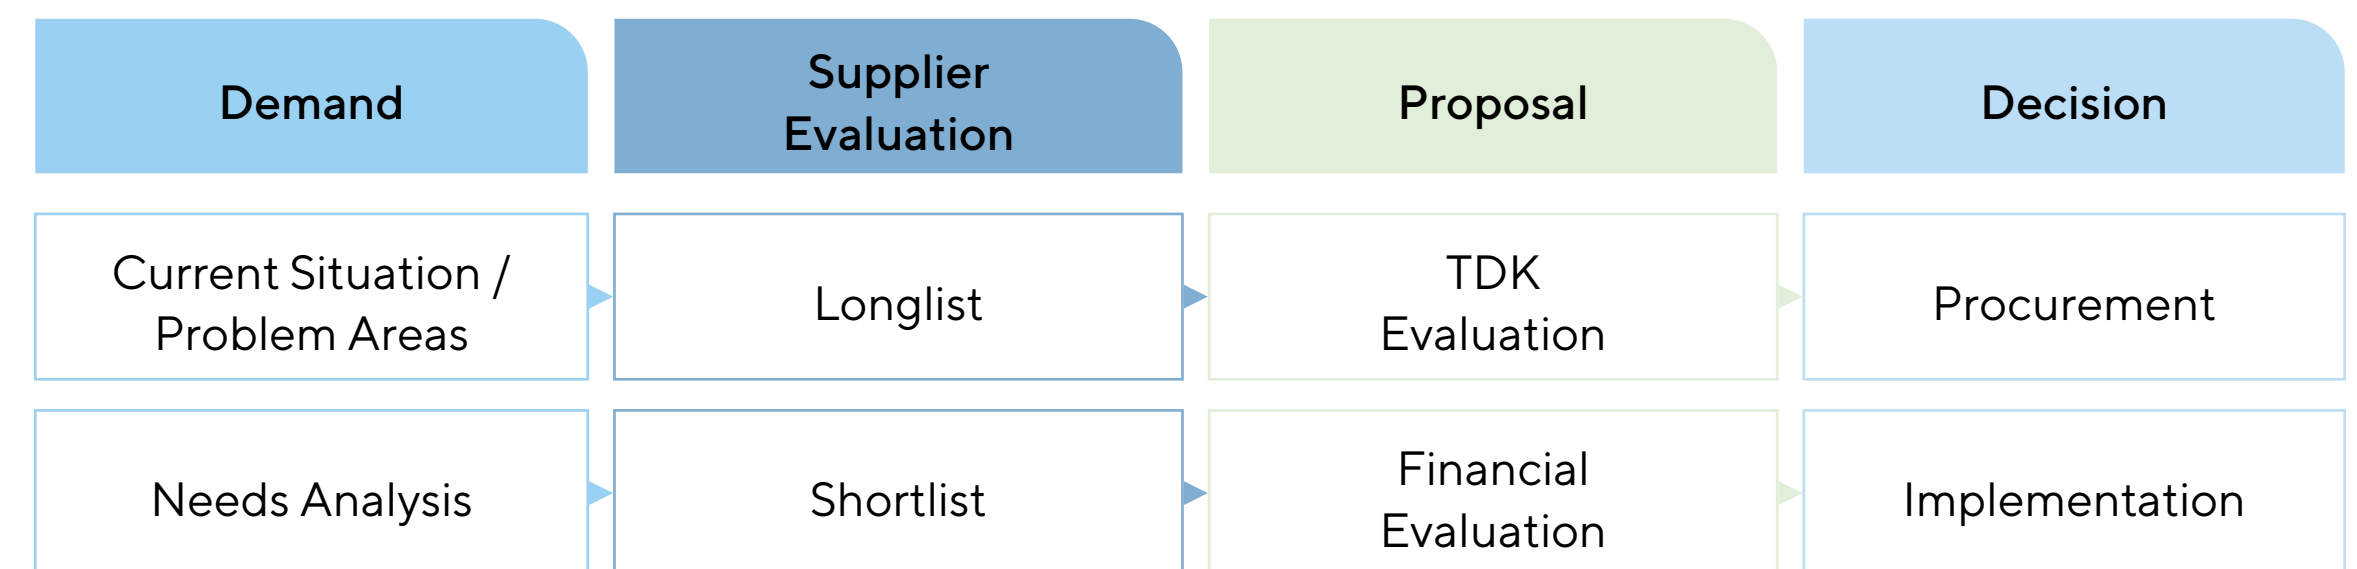 Demand
Supplier
Evaluation
Proposal
Decision
Current Situation /
Problem Areas
Longlist
TDK
Evaluation
Procurement
Needs Analysis
Shortlist
Financial
Evaluation
Implementation